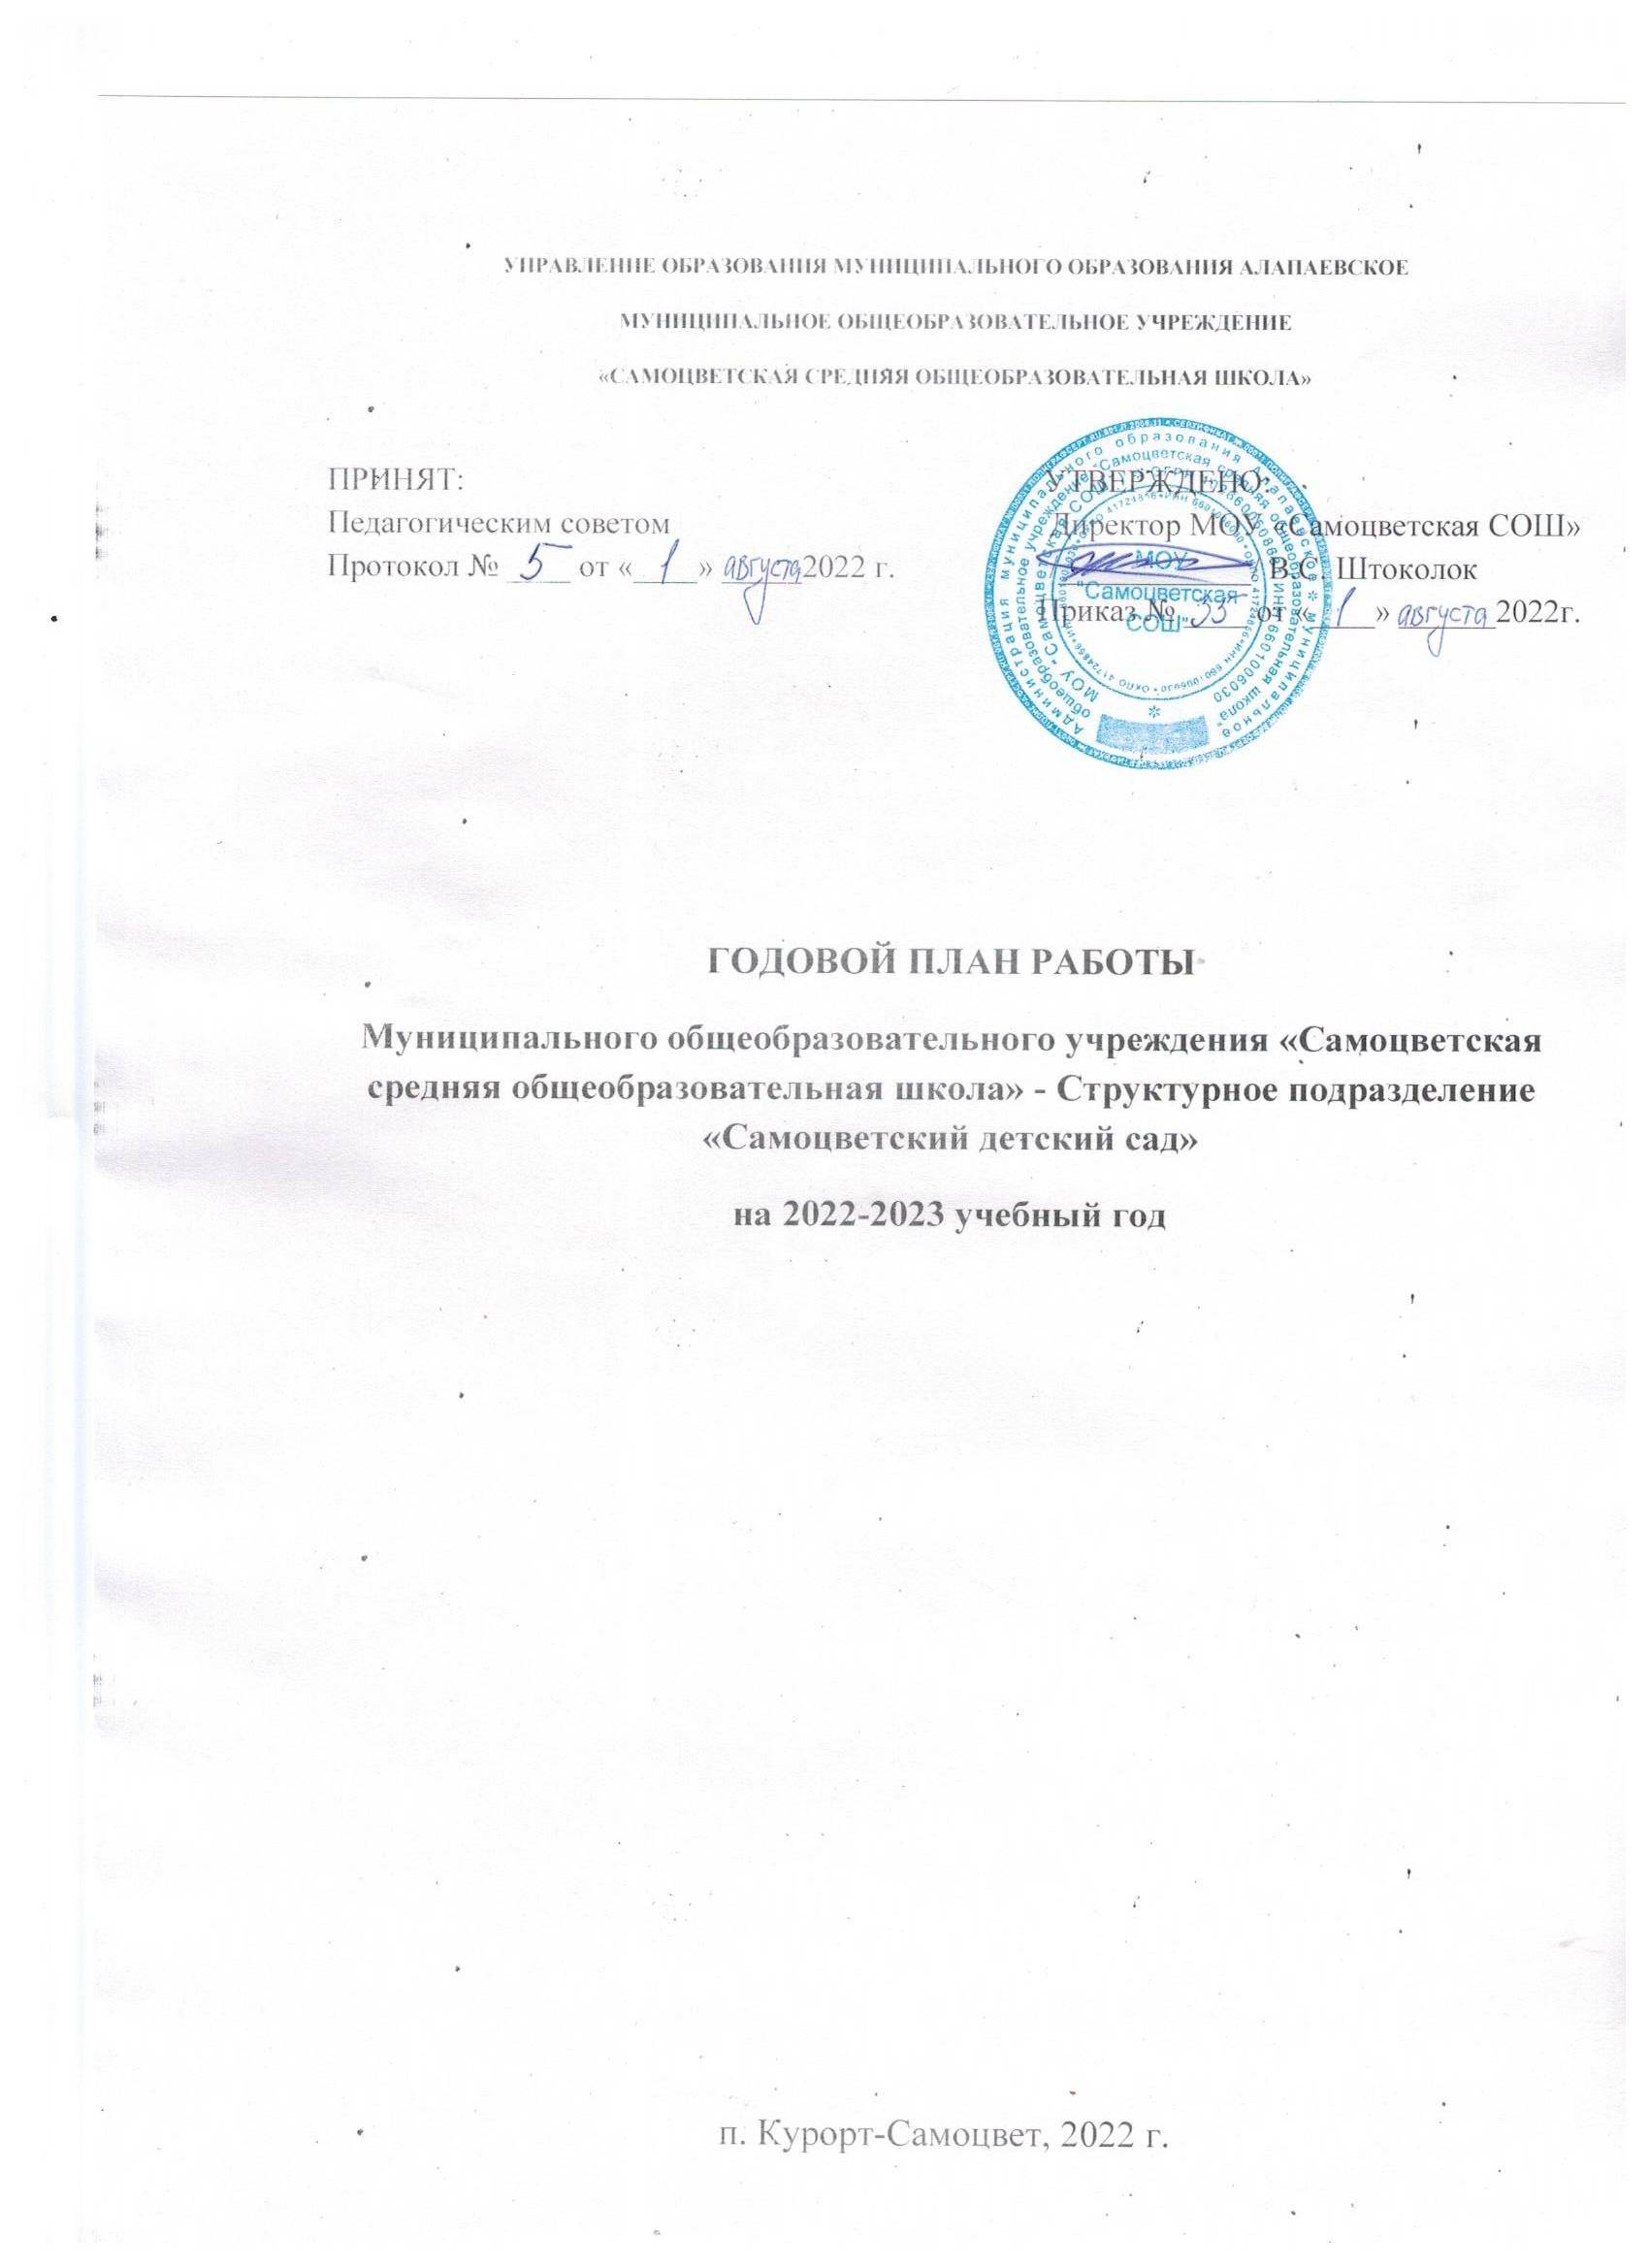 УПРАВЛЕНИЕ ОБРАЗОВАНИЯ МУНИЦИПАЛЬНОГО ОБРАЗОВАНИЯ АЛАПАЕВСКОЕ
МУНИЦИПАЛЬНОЕ ОБЩЕОБРАЗОВАТЕЛЬНОЕ УЧРЕЖДЕНИЕ
«САМОЦВЕТСКАЯ СРЕДНЯЯ ОБЩЕОБРАЗОВАТЕЛЬНАЯ ШКОЛА»
ПРИНЯТ:
Педагогическим советом
Протокол № 5 от «1» августа 2022 г.
УТВЕРЖДЕНО:
Директор МОУ «Самоцветская СОШ»
В.С. Штоколок
Приказ № 33 от «1» августа 2022г.
МОУ
"Самоцветская
СОШ"
ГОДОВОЙ ПЛАН РАБОТЫ
Муниципального общеобразовательного учреждения «Самоцветская
средняя общеобразовательная школа» - Структурное подразделение
«Самоцветский детский сад»
на 2022-2023 учебный год
п. Курорт-Самоцвет, 2022 г.